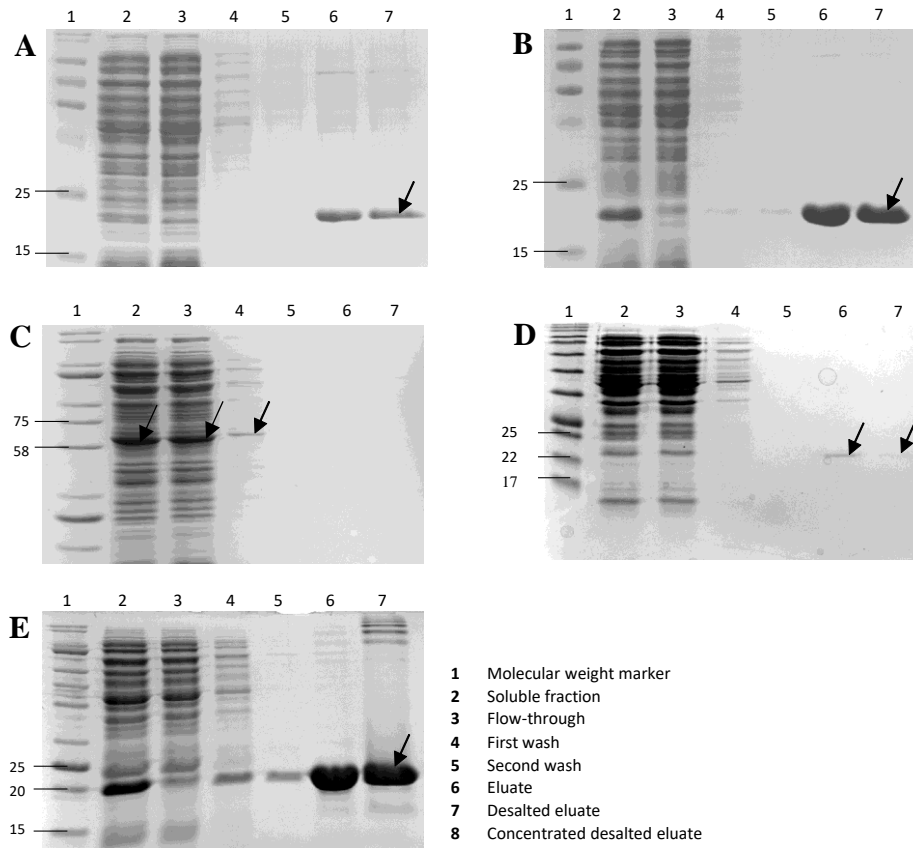 1 2 3 4 5 6 7
A
25
15
1 2 3 4 5 6 7
B
25
15
2 3 4 5 6 7
C
1
75
58
1 2 3 4 5 6 7
D
25
22
17
1 2 3 4 5 6 7
E
25
20
15
1 Molecular weight marker
2 Soluble fraction
3 Flow-through
4 First wash
5 Second wash
6 Eluate
7 Desalted eluate
8 Concentrated desalted eluate